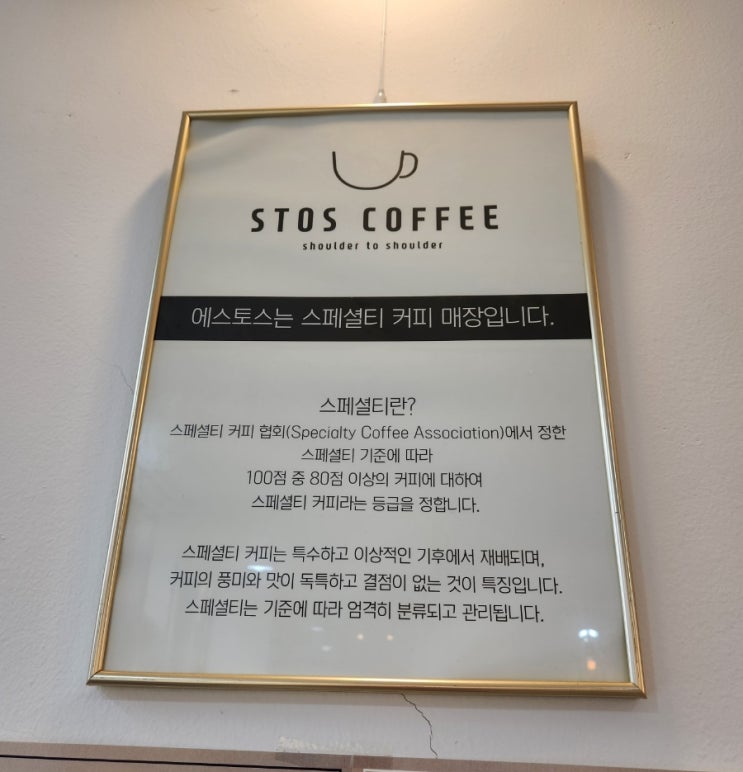 STOS COFFEE
shoulder to shoulder
에스토스는 스페셜티 커피 매장입니다.
스페셜티란?
스페셜티 커피 협회(Specialty Coffee Association)에서 정한
스페셜티 기준에 따라
100점 중 80점 이상의 커피에 대하여
스페셜티 커피라는 등급을 정합니다.
스페셜티 커피는 특수하고 이상적인 기후에서 재배되며,
커피의 풍미와 맛이 독특하고 결점이 없는 것이 특징입니다.
스페셜티는 기준에 따라 엄격히 분류되고 관리됩니다.